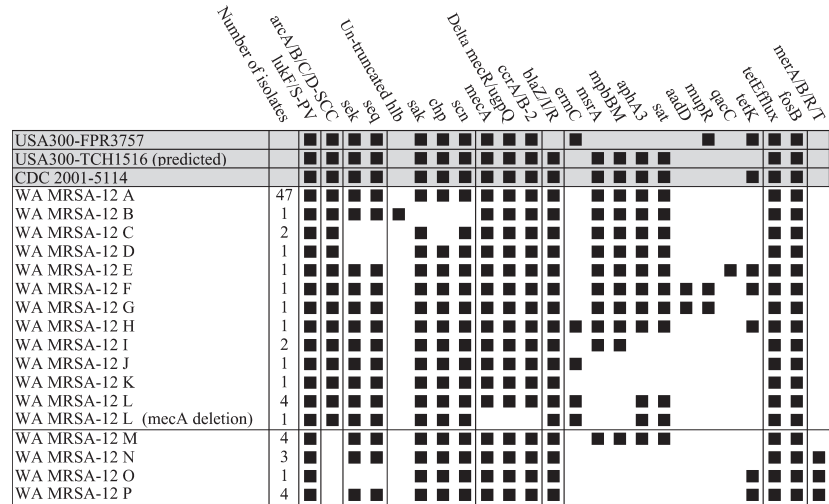 Number of isolates
lukF/S-PV
arcA/B/C/D-SCC
sek
seq
Un-truncated hlb
sak
chp
scn
mecA
Delta mecR/ugpQ
ccrA/B-2
blaZ/I/R
ermC
msrA
mpbBM
aphA3
sat
aadD
mupR
qacC
tetK
tetEfflux
fosB
merA/B/R/T
USA300-FPR3757
USA300-TCH1516 (predicted)
CDC 2001-5114
WA MRSA-12 A 47
WA MRSA-12 B 1
WA MRSA-12 C 2
WA MRSA-12 D 1
WA MRSA-12 E 1
WA MRSA-12 F 1
WA MRSA-12 G 1
WA MRSA-12 H 1
WA MRSA-12 I 2
WA MRSA-12 J 1
WA MRSA-12 K 1
WA MRSA-12 L 4
WA MRSA-12 L (mecA deletion) 1
WA MRSA-12 M 4
WA MRSA-12 N 3
WA MRSA-12 O 1
WA MRSA-12 P 4